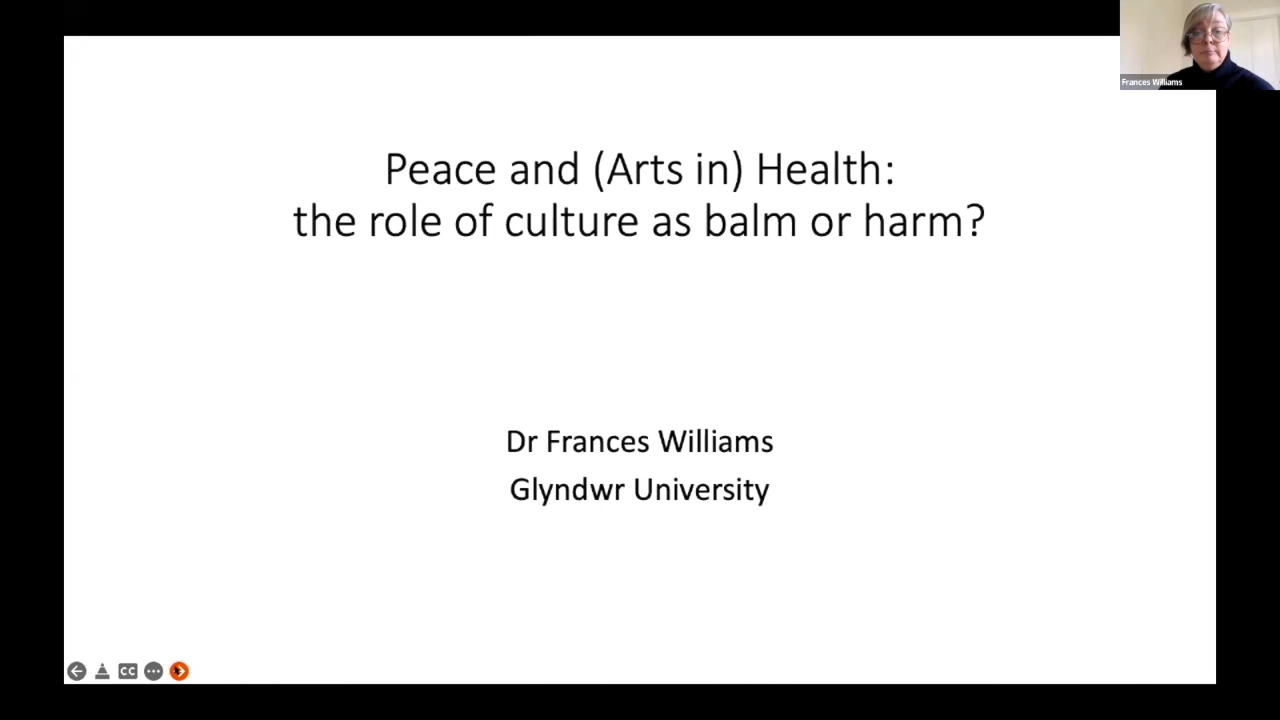 Frances Williams
Peace and (Arts in) Health:
the role of culture as balm or harm?
Dr Frances Williams
Glyndwr University
CC